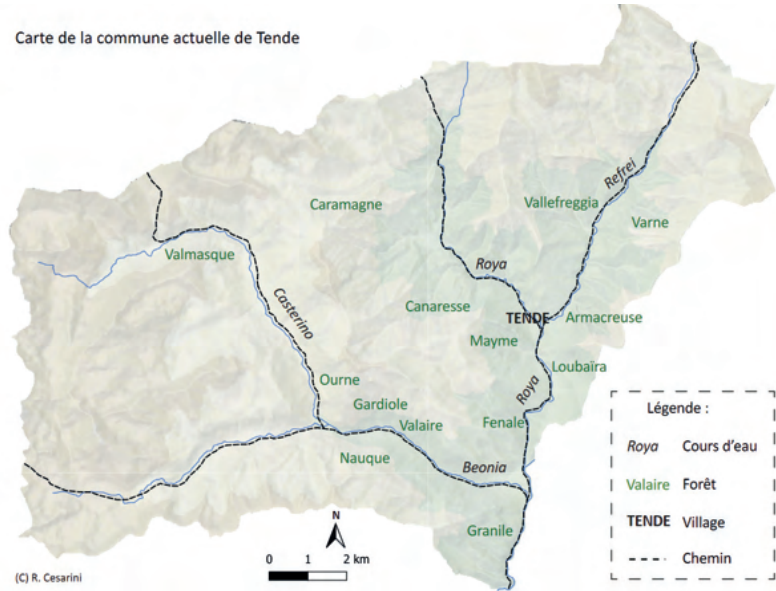 Carte de la commune actuelle de Tende
Refrei
Caramagne
Vallefreggia
Varne
Valmasque
Roya
Casterino
Canaresse
TENDE
Armacreuse
Mayme
Loubaïra
Ourne
Roya
Gardiole
Valaire
Fenale
Nauque
Beonia
Granile
Légende :
Roya Cours d'eau
Valaire Forêt
TENDE Village
Chemin
N
0 1 2 km
(C) R. Cesarini